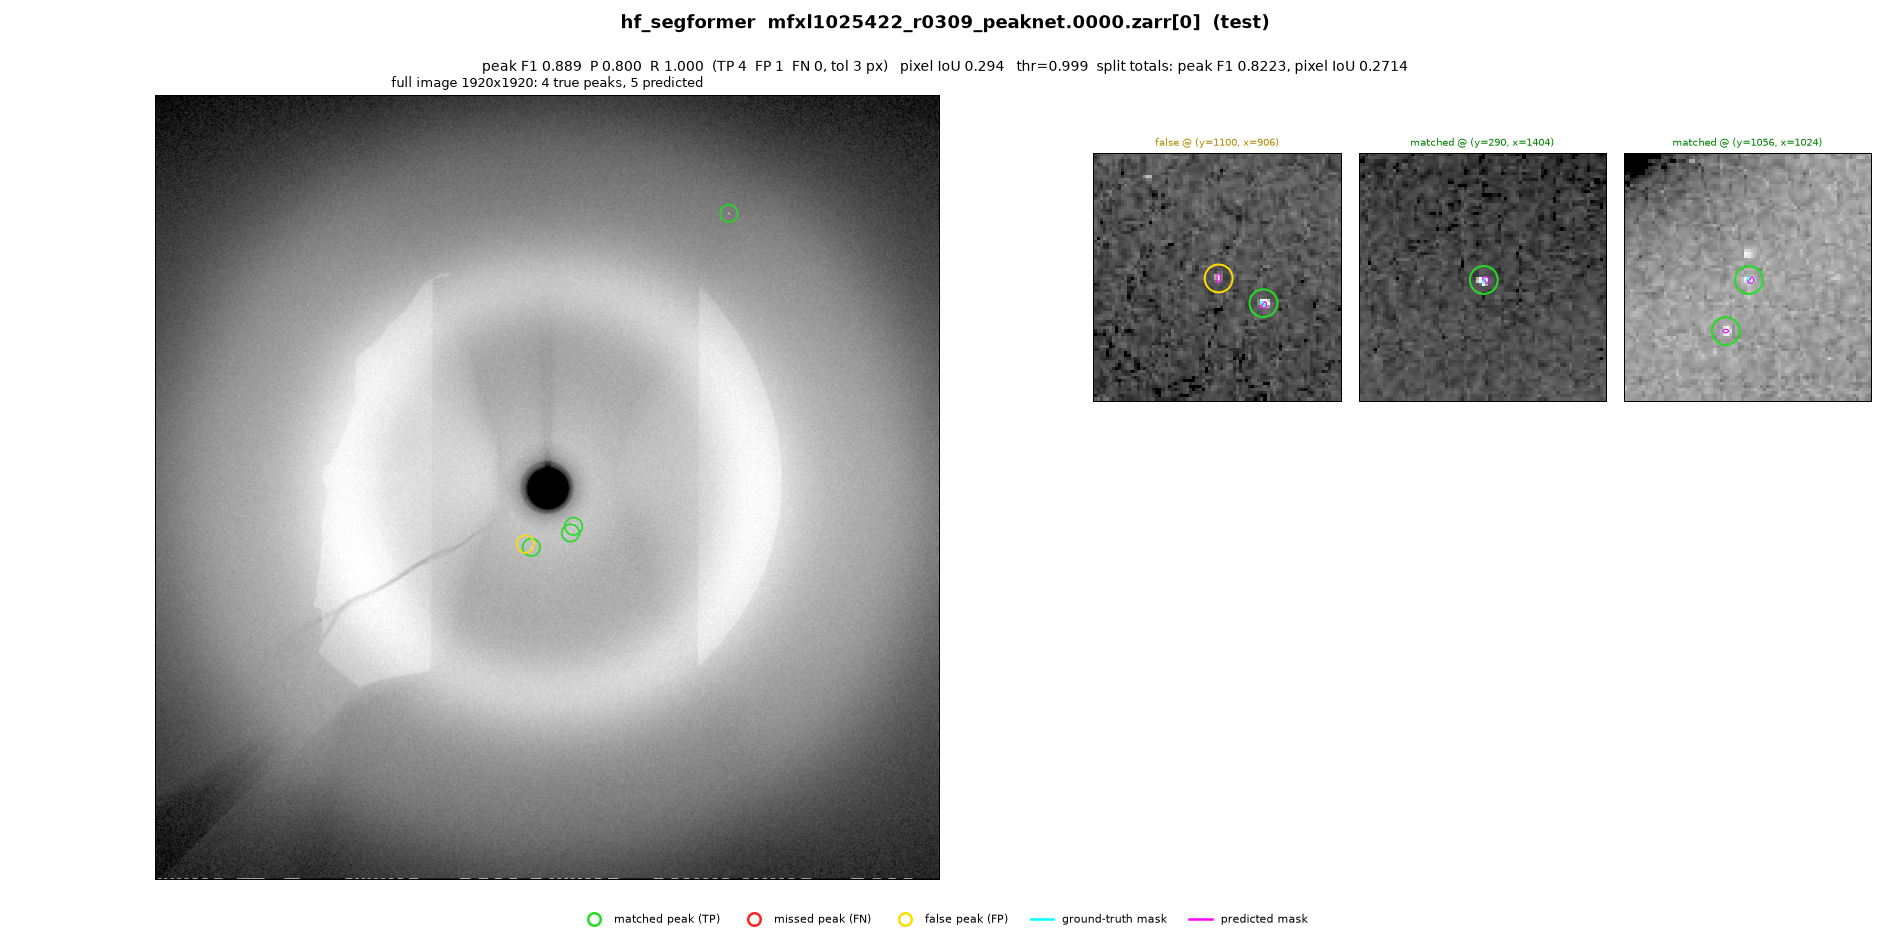 hf_segformer  mfxl1025422_r0309_peaknet.0000.zarr[0]  (test)
peak F1 0.889  P 0.800  R 1.000  (TP 4  FP 1  FN 0, tol 3 px)   pixel IoU 0.294   thr=0.999  split totals: peak F1 0.8223, pixel IoU 0.2714
full image 1920x1920: 4 true peaks, 5 predicted
false @ (y=1100, x=906)
matched @ (y=290, x=1404)
matched @ (y=1056, x=1024)
matched peak (TP)
missed peak (FN)
false peak (FP)
ground-truth mask
predicted mask